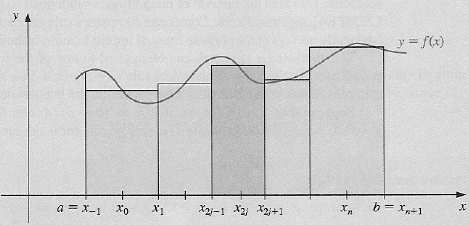 y
y = f(x)
a = x₋₁ x₀ x₁ x₂ⱼ₋₁ x₂ⱼ x₂ⱼ₊₁ xₙ b = xₙ₊₁ x